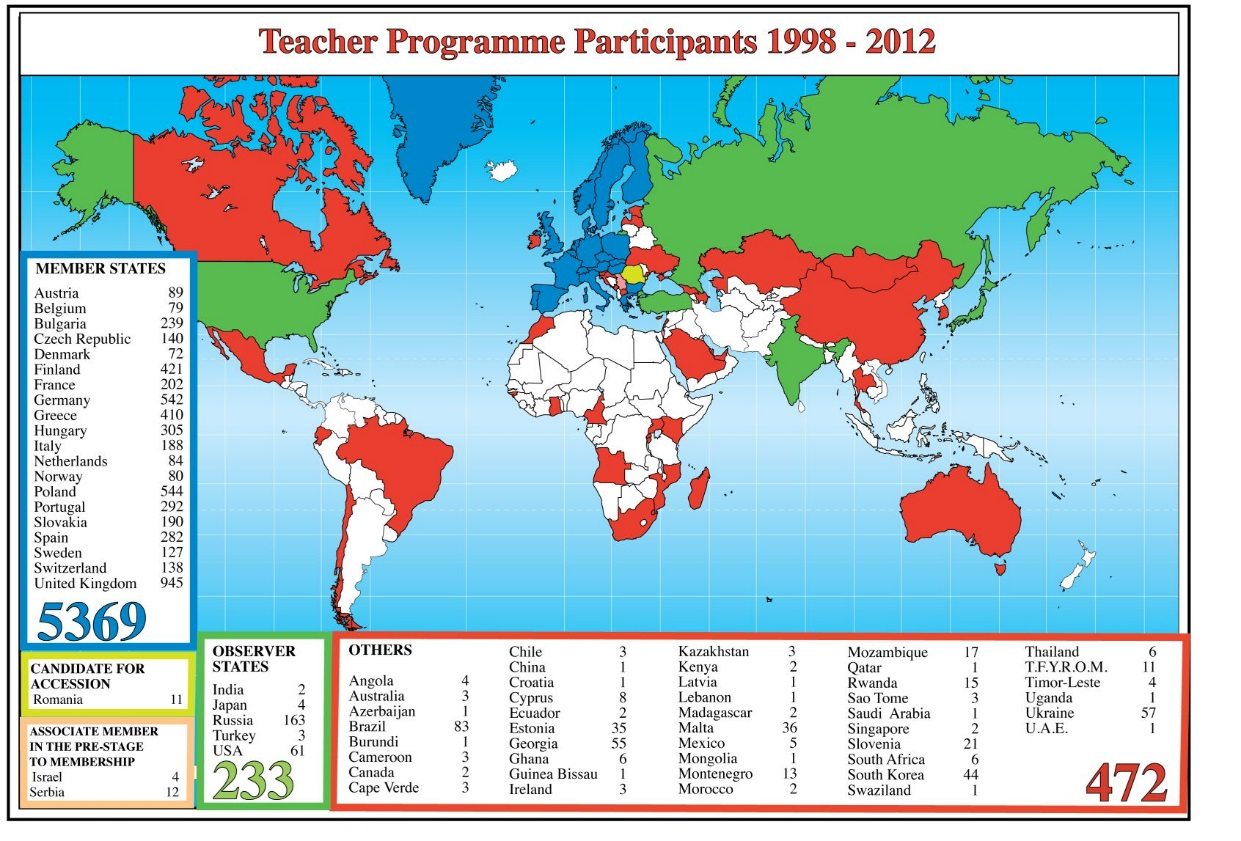 Teacher Programme Participants 1998 - 2012
MEMBER STATES
Austria 89
Belgium 79
Bulgaria 239
Czech Republic 140
Denmark 72
Finland 421
France 202
Germany 542
Greece 410
Hungary 305
Italy 188
Netherlands 84
Norway 80
Poland 544
Portugal 292
Slovakia 190
Spain 282
Sweden 127
Switzerland 138
United Kingdom 945
5369
CANDIDATE FOR
ACCESSION
Romania 11
ASSOCIATE MEMBER
IN THE PRE-STAGE
TO MEMBERSHIP
Israel 4
Serbia 12
OBSERVER
STATES
India 2
Japan 4
Russia 163
Turkey 3
USA 61
233
OTHERS
Angola 4
Australia 3
Azerbaijan 1
Brazil 83
Burundi 1
Cameroon 3
Canada 2
Cape Verde 3
Chile 3
China 1
Croatia 1
Cyprus 8
Ecuador 2
Estonia 35
Georgia 55
Ghana 6
Guinea Bissau 1
Ireland 3
Kazakhstan 3
Kenya 2
Latvia 1
Lebanon 1
Madagascar 2
Malta 36
Mexico 5
Mongolia 1
Montenegro 13
Morocco 2
Mozambique 17
Qatar 1
Rwanda 15
Sao Tome 3
Saudi Arabia 1
Singapore 2
Slovenia 21
South Africa 6
South Korea 44
Swaziland 1
Thailand 6
T.F.Y.R.O.M. 11
Timor-Leste 4
Uganda 1
Ukraine 57
U.A.E. 1
472